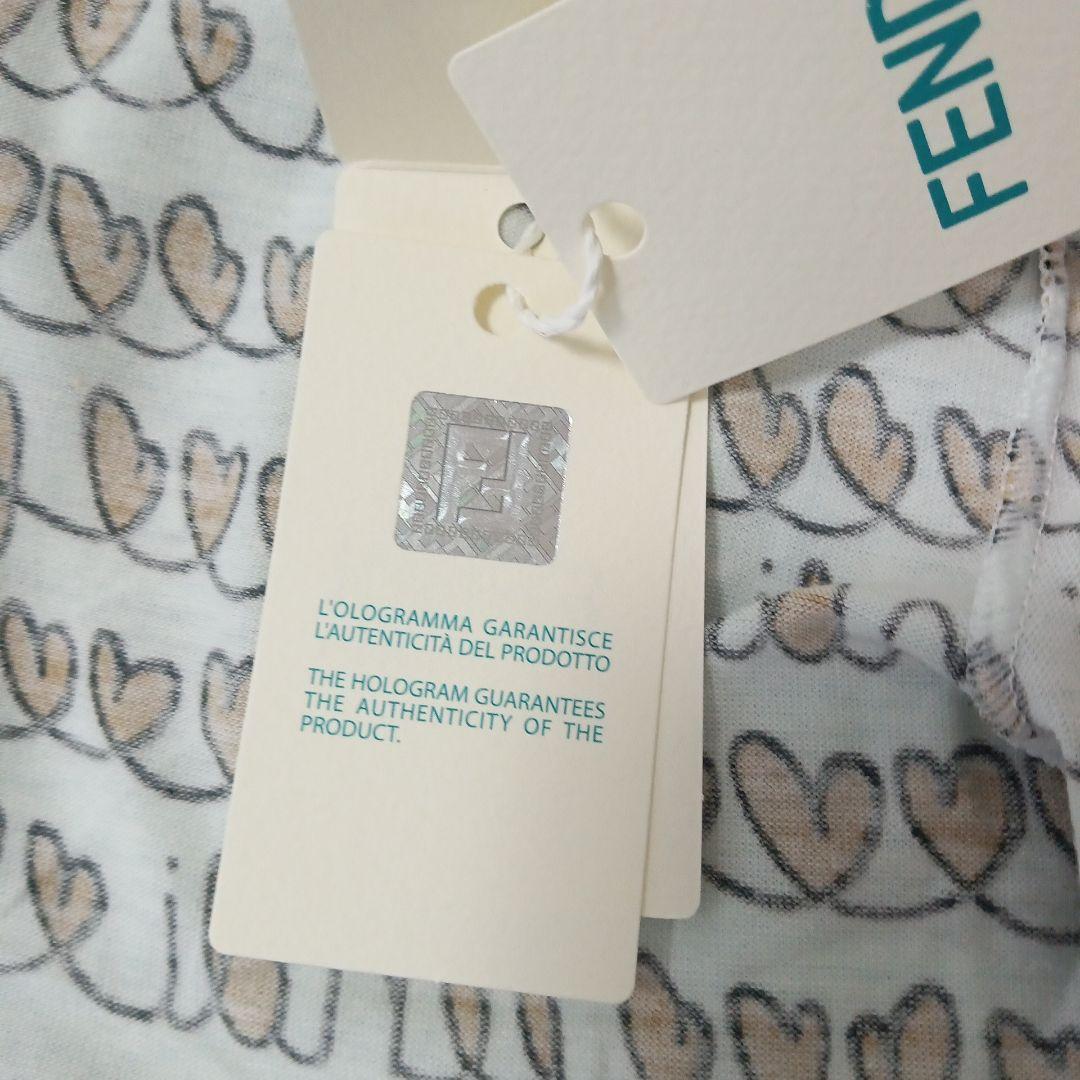 FEND
L'OLOGRAMMA GARANTISCE
L'AUTENTICITÀ DEL PRODOTTO
THE HOLOGRAM GUARANTEES
THE AUTHENTICITY OF THE
PRODUCT.